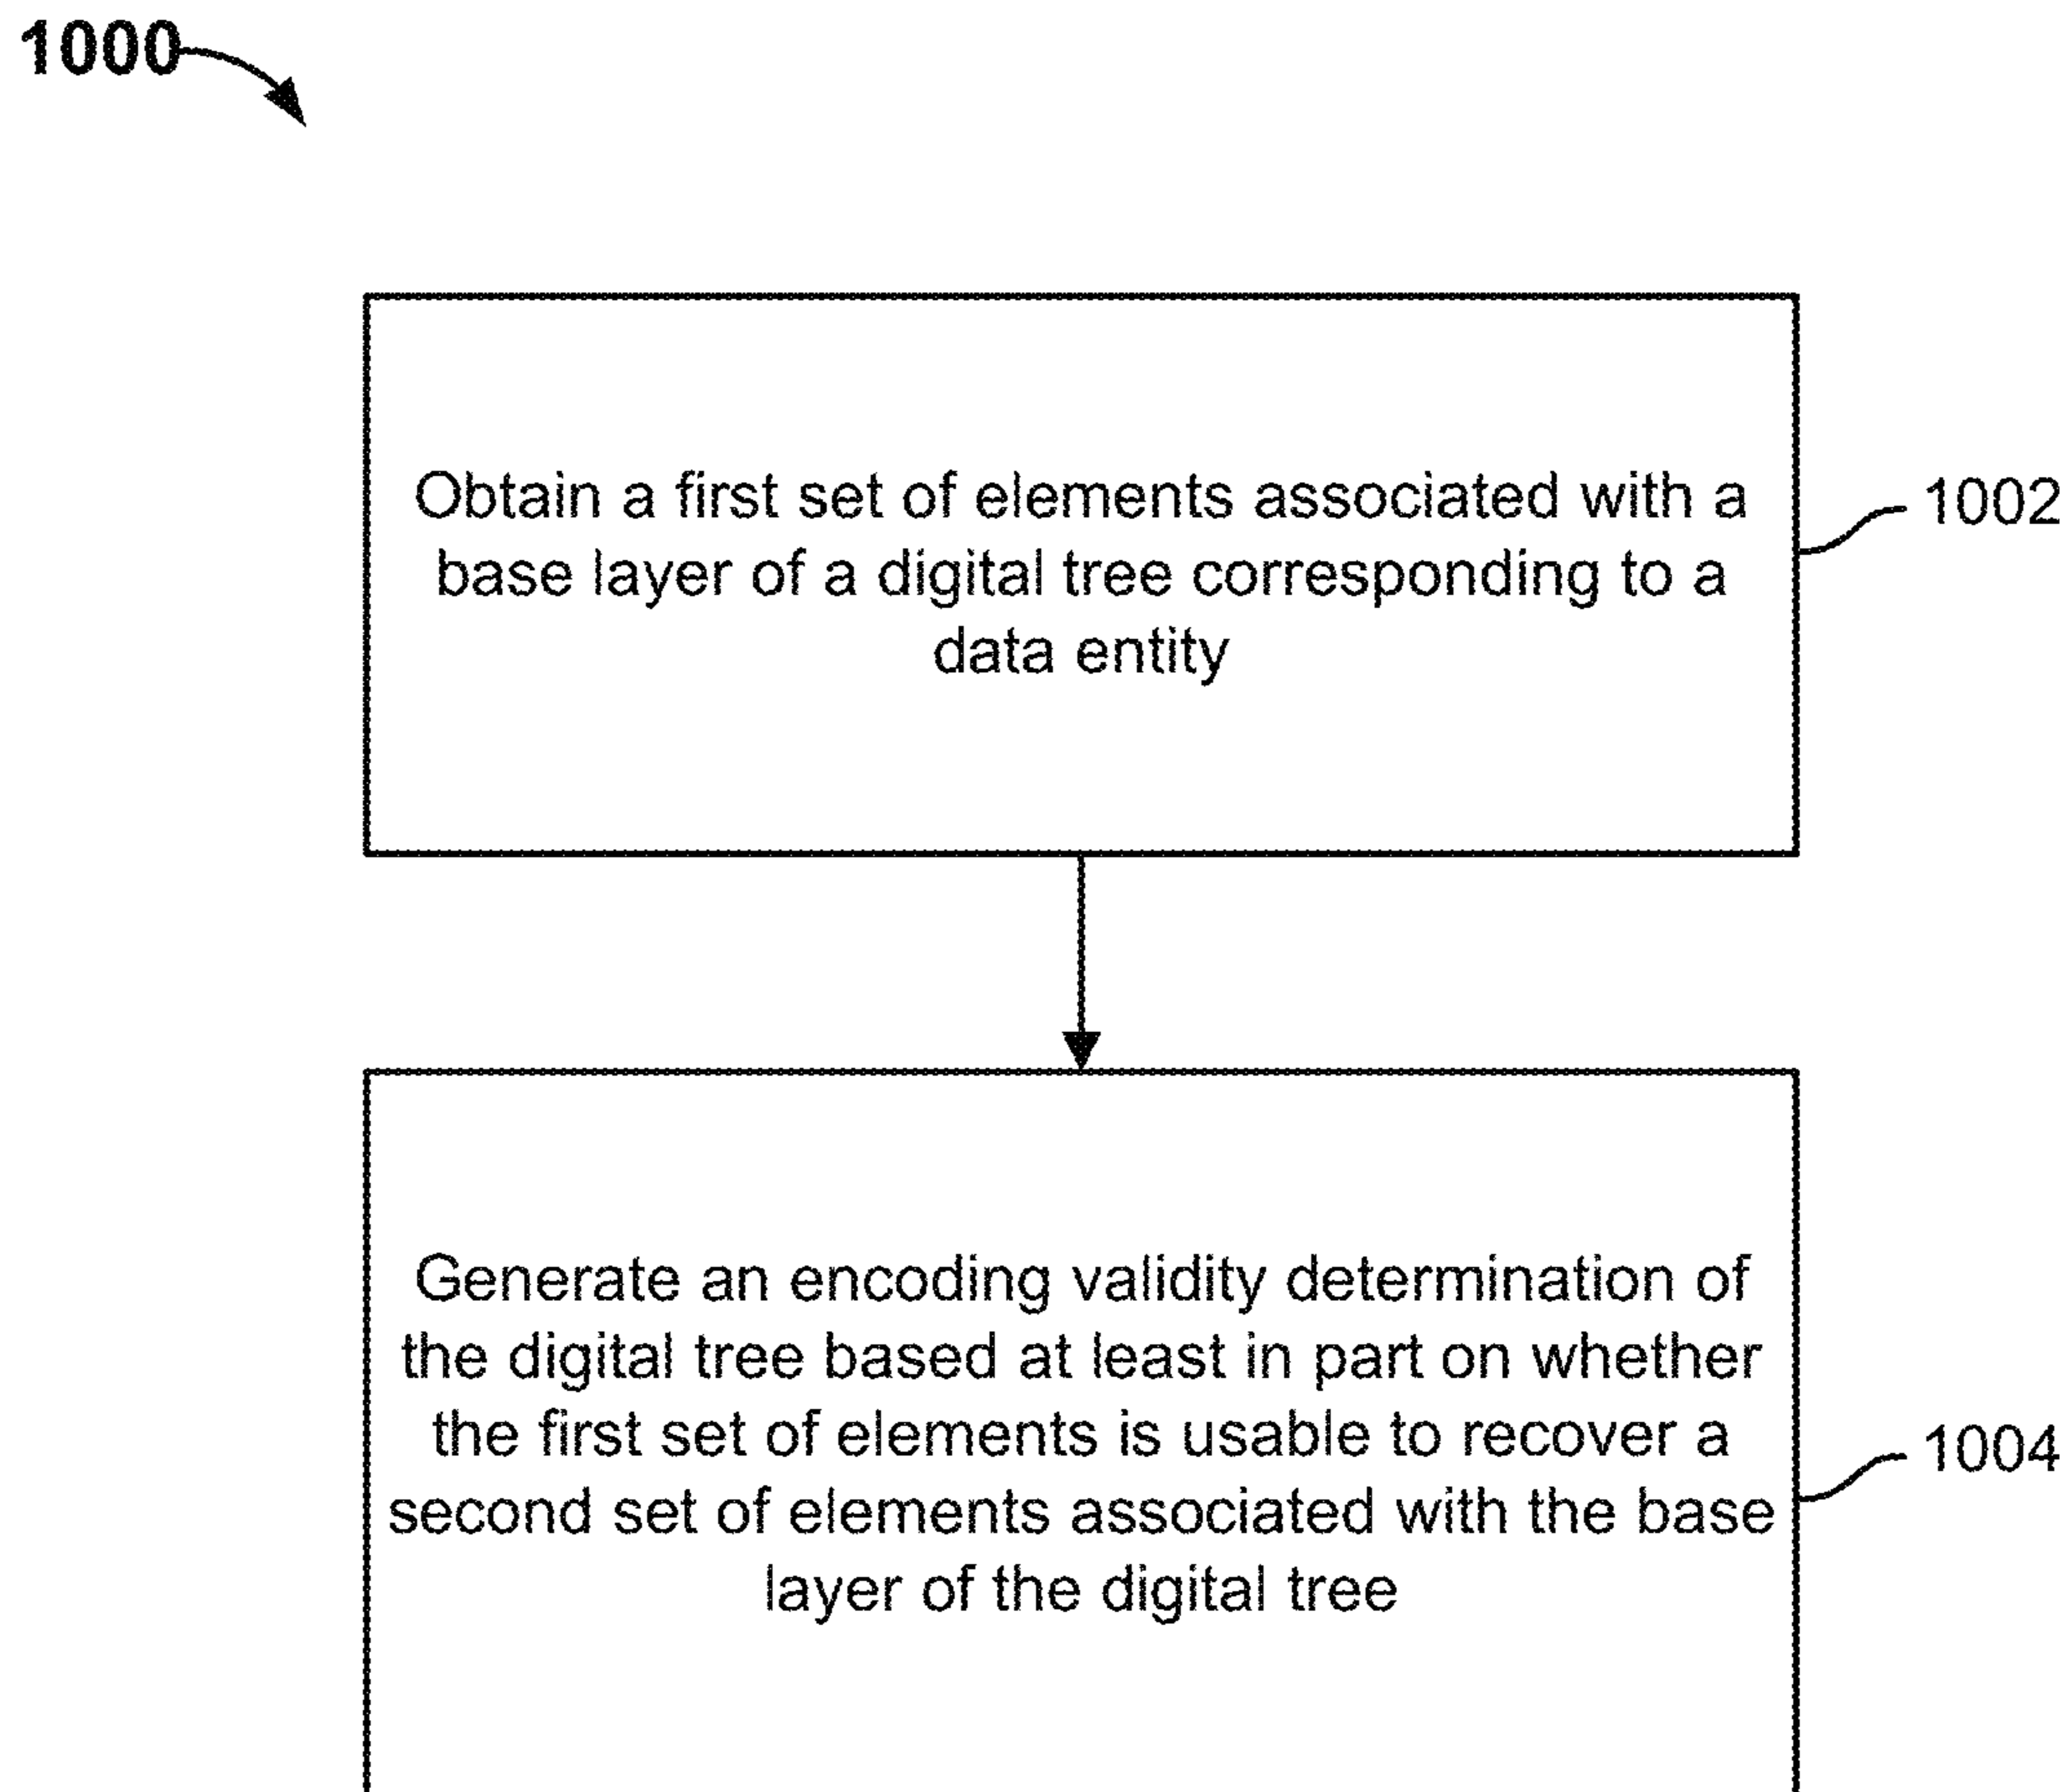 1000
Obtain a first set of elements associated with a
base layer of a digital tree corresponding to a
data entity
1002
Generate an encoding validity determination of
the digital tree based at least in part on whether
the first set of elements is usable to recover a
second set of elements associated with the base
layer of the digital tree
1004